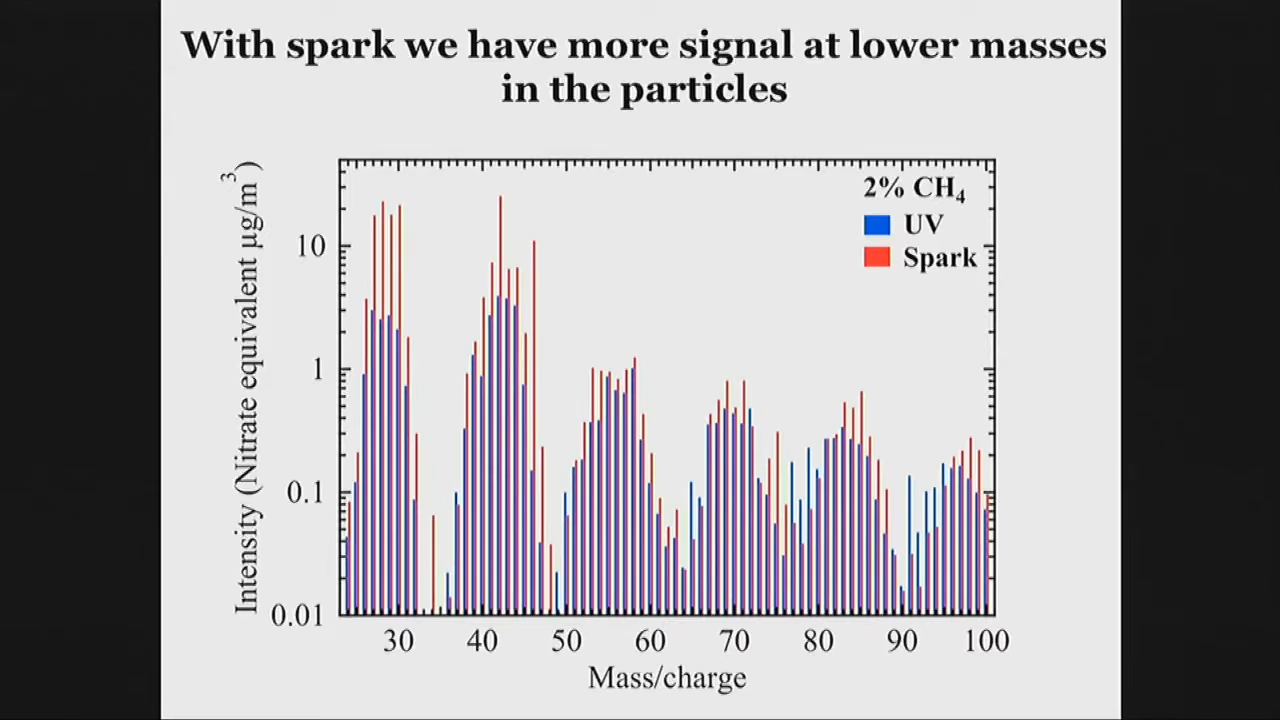 With spark we have more signal at lower masses
in the particles
Intensity (Nitrate equivalent µg/m³)
10
1
0.1
0.01
2% CH₄
UV
Spark
30 40 50 60 70 80 90 100
Mass/charge